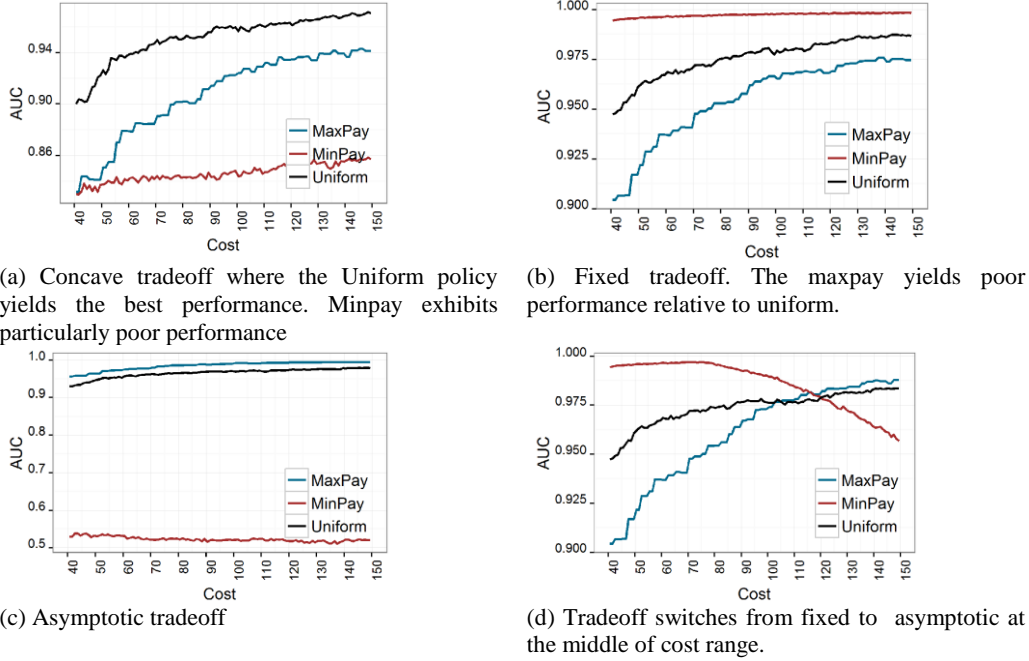 AUC
0.94
0.90
0.86
MaxPay
MinPay
Uniform
40 50 60 70 80 90 100 110 120 130 140 150
Cost
(a) Concave tradeoff where the Uniform policy
yields the best performance. Minpay exhibits
particularly poor performance
AUC
1.000
0.975
0.950
0.925
0.900
MaxPay
MinPay
Uniform
40 50 60 70 80 90 100 110 120 130 140 150
Cost
(b) Fixed tradeoff. The maxpay yields poor
performance relative to uniform.
AUC
1.0
0.9
0.8
0.7
0.6
0.5
MaxPay
MinPay
Uniform
40 50 60 70 80 90 100 110 120 130 140 150
Cost
(c) Asymptotic tradeoff
AUC
1.000
0.975
0.950
0.925
0.900
MaxPay
MinPay
Uniform
40 50 60 70 80 90 100 110 120 130 140 150
Cost
(d) Tradeoff switches from fixed to asymptotic at
the middle of cost range.